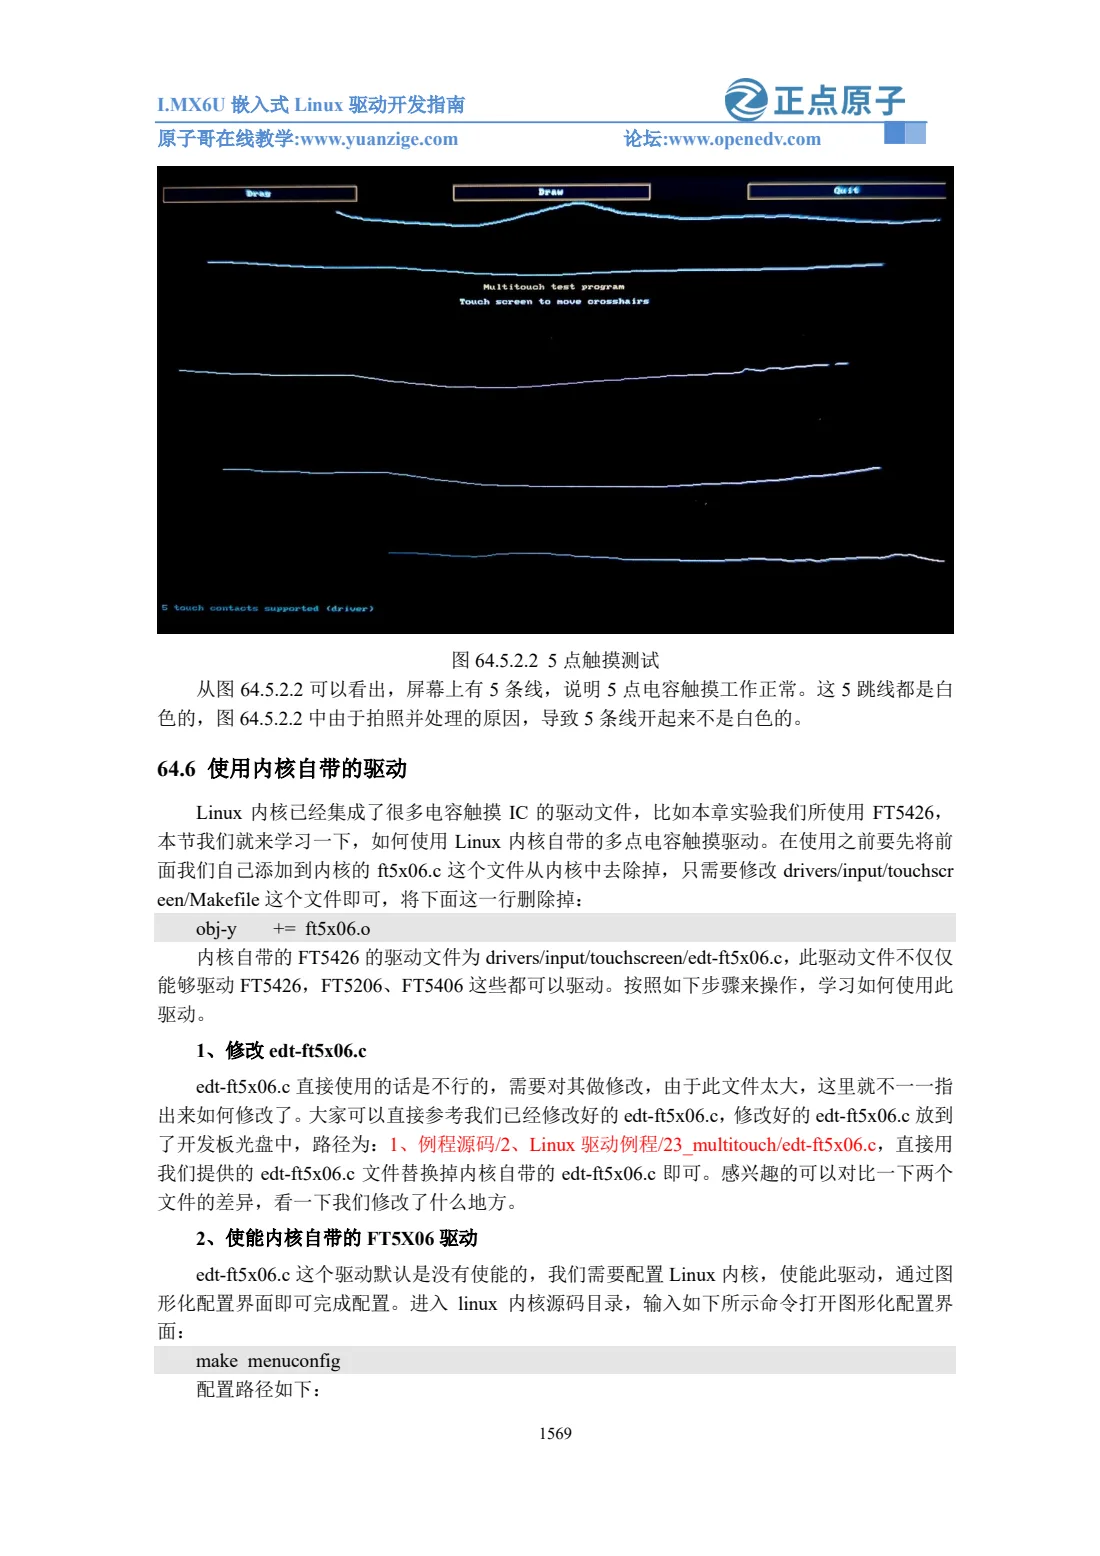 I.MX6U 嵌入式 Linux 驱动开发指南
正点原子
原子哥在线教学:www.yuanzige.com 论坛:www.openedv.com
Drag Draw Quit
Multitouch test program
Touch screen to move crosshairs
5 touch contacts supported (driver)
图 64.5.2.2 5 点触摸测试
从图 64.5.2.2 可以看出，屏幕上有 5 条线，说明 5 点电容触摸工作正常。这 5 跳线都是白
色的，图 64.5.2.2 中由于拍照并处理的原因，导致 5 条线开起来不是白色的。
64.6 使用内核自带的驱动
Linux 内核已经集成了很多电容触摸 IC 的驱动文件，比如本章实验我们所使用 FT5426，
本节我们就来学习一下，如何使用 Linux 内核自带的多点电容触摸驱动。在使用之前要先将前
面我们自己添加到内核的 ft5x06.c 这个文件从内核中去除掉，只需要修改 drivers/input/touchscr
een/Makefile 这个文件即可，将下面这一行删除掉：
obj-y += ft5x06.o
内核自带的 FT5426 的驱动文件为 drivers/input/touchscreen/edt-ft5x06.c，此驱动文件不仅仅
能够驱动 FT5426，FT5206、FT5406 这些都可以驱动。按照如下步骤来操作，学习如何使用此
驱动。
1、修改 edt-ft5x06.c
edt-ft5x06.c 直接使用的话是不行的，需要对其做修改，由于此文件太大，这里就不一一指
出来如何修改了。大家可以直接参考我们已经修改好的 edt-ft5x06.c，修改好的 edt-ft5x06.c 放到
了开发板光盘中，路径为：1、例程源码/2、Linux 驱动例程/23_multitouch/edt-ft5x06.c，直接用
我们提供的 edt-ft5x06.c 文件替换掉内核自带的 edt-ft5x06.c 即可。感兴趣的可以对比一下两个
文件的差异，看一下我们修改了什么地方。
2、使能内核自带的 FT5X06 驱动
edt-ft5x06.c 这个驱动默认是没有使能的，我们需要配置 Linux 内核，使能此驱动，通过图
形化配置界面即可完成配置。进入 linux 内核源码目录，输入如下所示命令打开图形化配置界
面：
make menuconfig
配置路径如下：
1569